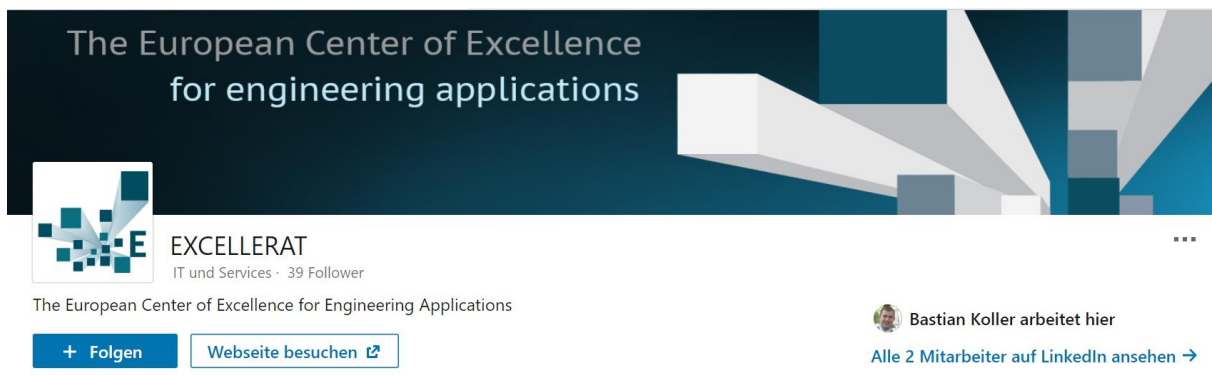 The European Center of Excellence
for engineering applications
E
EXCELLERAT
IT und Services · 39 Follower
The European Center of Excellence for Engineering Applications
+ Folgen
Webseite besuchen
Bastian Koller arbeitet hier
Alle 2 Mitarbeiter auf LinkedIn ansehen →